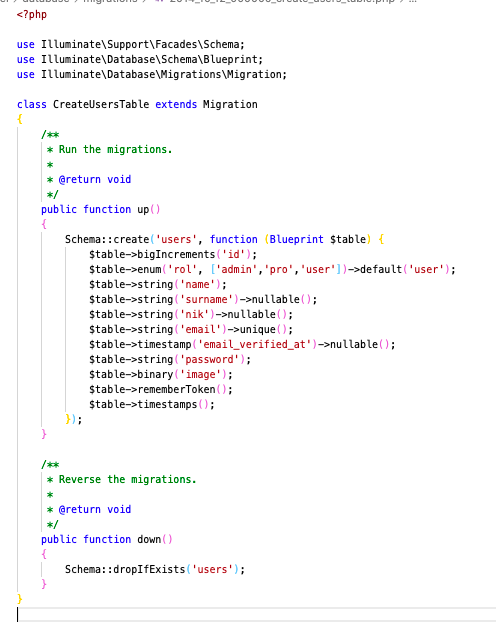 database › migrations › 2014_10_12_000000_create_users_table.php › ...
<?php

use Illuminate\Support\Facades\Schema;
use Illuminate\Database\Schema\Blueprint;
use Illuminate\Database\Migrations\Migration;

class CreateUsersTable extends Migration
{
    /**
     * Run the migrations.
     *
     * @return void
     */
    public function up()
    {
        Schema::create('users', function (Blueprint $table) {
            $table->bigIncrements('id');
            $table->enum('rol', ['admin','pro','user'])->default('user');
            $table->string('name');
            $table->string('surname')->nullable();
            $table->string('nik')->nullable();
            $table->string('email')->unique();
            $table->timestamp('email_verified_at')->nullable();
            $table->string('password');
            $table->binary('image');
            $table->rememberToken();
            $table->timestamps();
        });
    }

    /**
     * Reverse the migrations.
     *
     * @return void
     */
    public function down()
    {
        Schema::dropIfExists('users');
    }
}